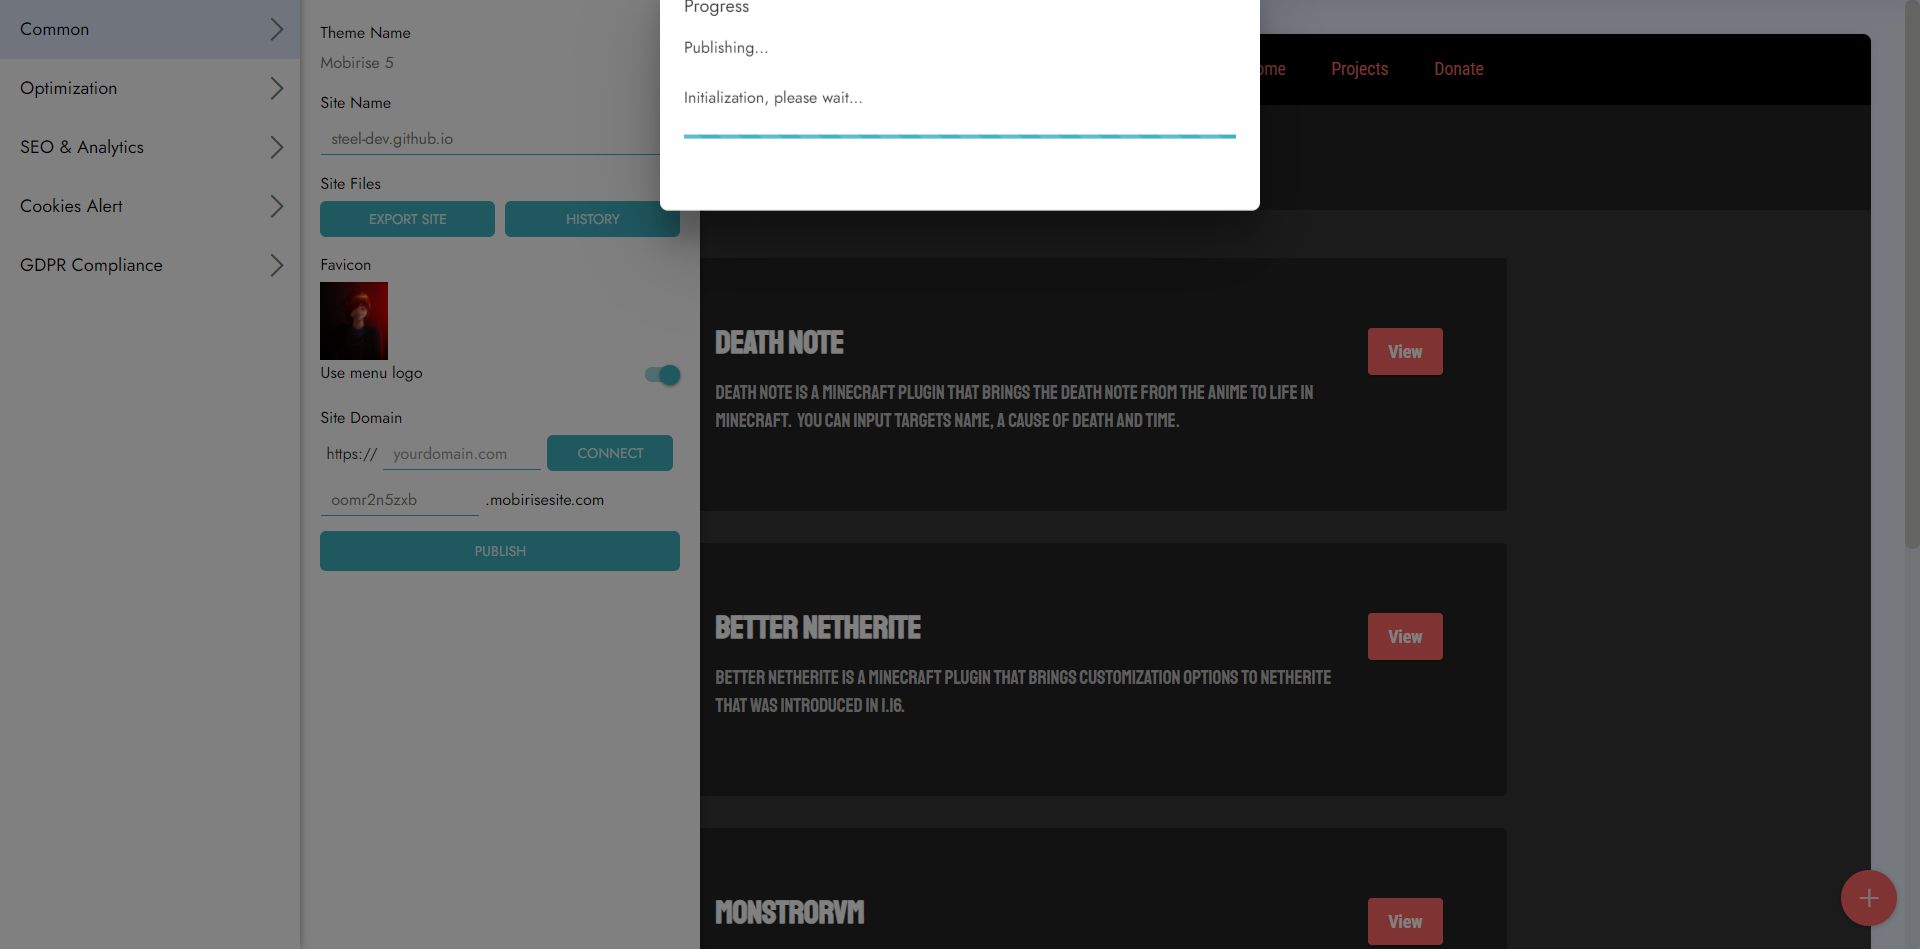 Common
Optimization
SEO & Analytics
Cookies Alert
GDPR Compliance
Theme Name
Mobirise 5
Site Name
steel-dev.github.io
Site Files
EXPORT SITE
HISTORY
Favicon
Use menu logo
Site Domain
https://
yourdomain.com
CONNECT
oomr2n5zxb
.mobirisesite.com
PUBLISH
Progress
Publishing...
Initialization, please wait...
Projects
Donate
DEATH NOTE
View
DEATH NOTE IS A MINECRAFT PLUGIN THAT BRINGS THE DEATH NOTE FROM THE ANIME TO LIFE IN
MINECRAFT. YOU CAN INPUT TARGETS NAME, A CAUSE OF DEATH AND TIME.
BETTER NETHERITE
View
BETTER NETHERITE IS A MINECRAFT PLUGIN THAT BRINGS CUSTOMIZATION OPTIONS TO NETHERITE
THAT WAS INTRODUCED IN 1.16.
MONSTRORVM
View